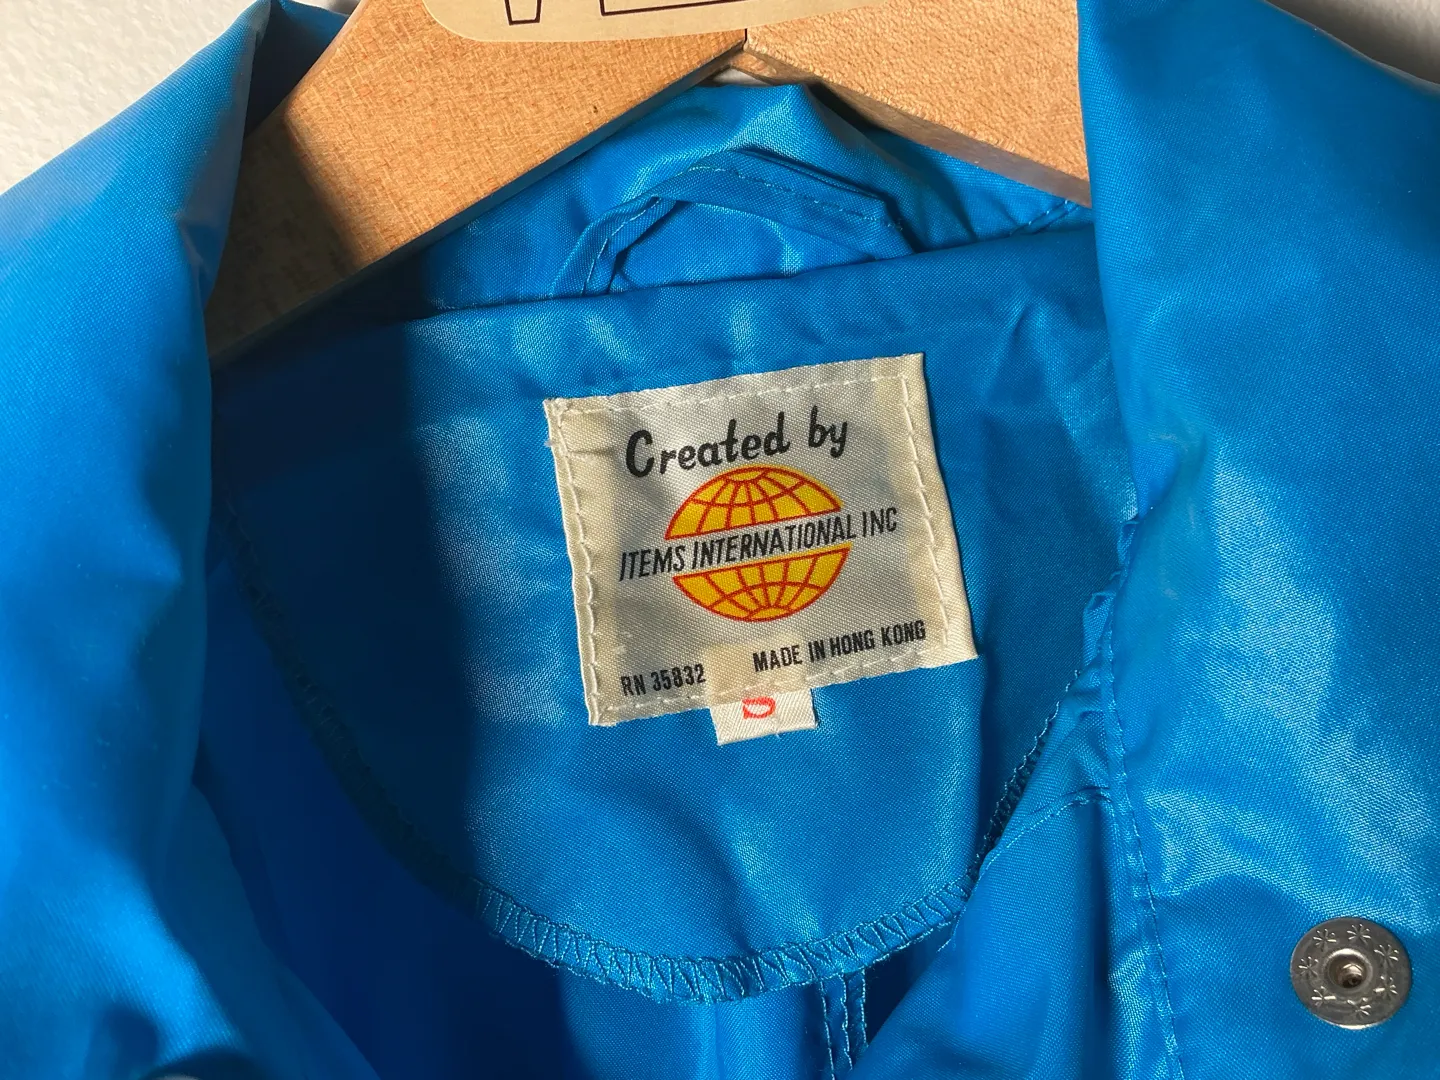 Created by
ITEMS INTERNATIONAL INC
RN 35832 MADE IN HONG KONG
S